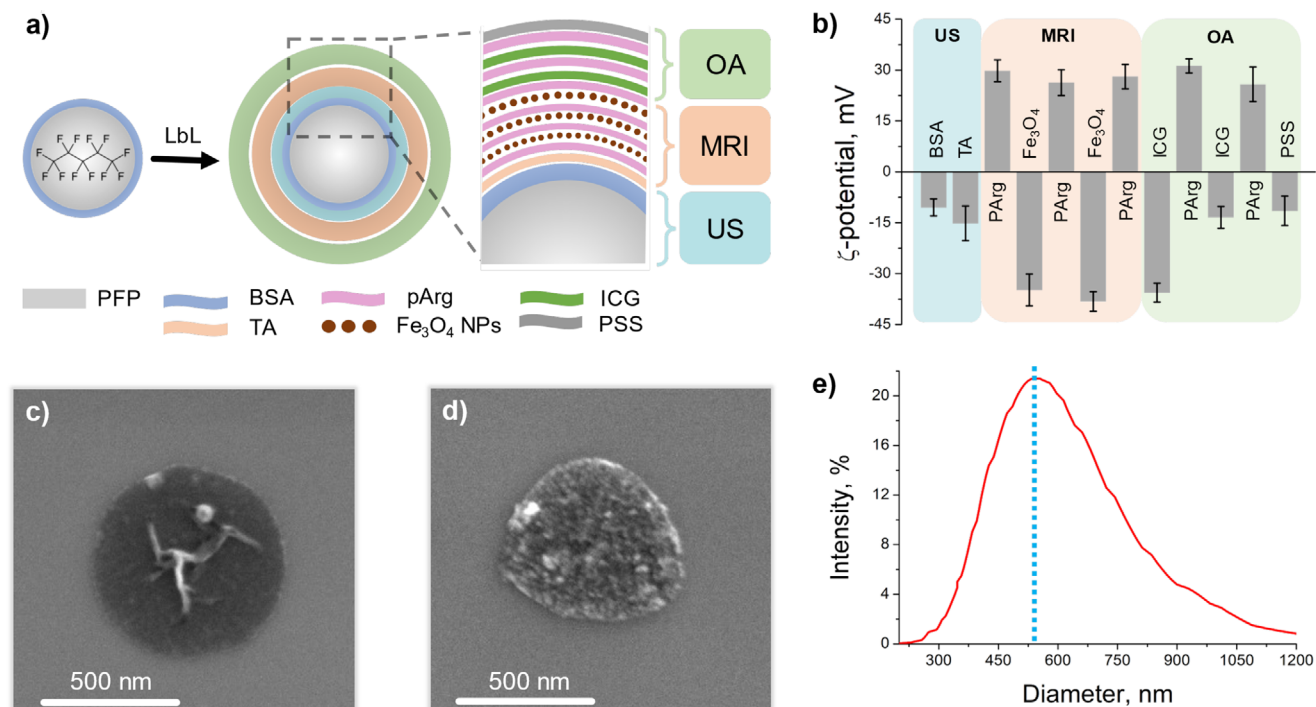 a)
F F F F F
F F
F F F F F
LbL
OA
MRI
US
PFP
BSA
pArg
ICG
TA
Fe₃O₄ NPs
PSS
b)
US MRI OA
45
30
15
0
-15
-30
-45
ζ-potential, mV
BSA
TA
PArg
Fe₃O₄
PArg
Fe₃O₄
PArg
ICG
PArg
ICG
PArg
PSS
c)
500 nm
d)
500 nm
e)
20
16
12
8
4
0
Intensity, %
300 450 600 750 900 1050 1200
Diameter, nm